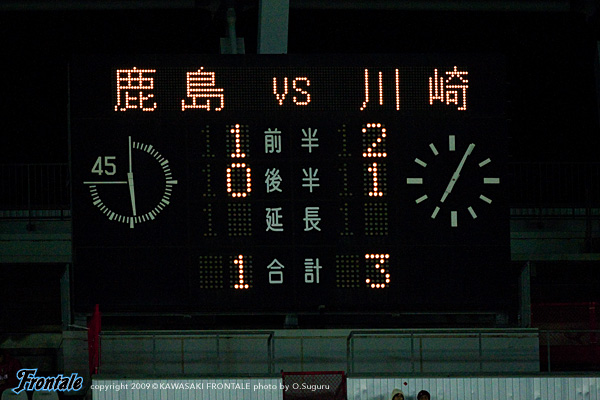 鹿島 VS 川崎
1 前半 2
45
0 後半 1
延長
1 合計 3
Frontale
copyright 2009 © KAWASAKI FRONTALE photo by O.Suguru